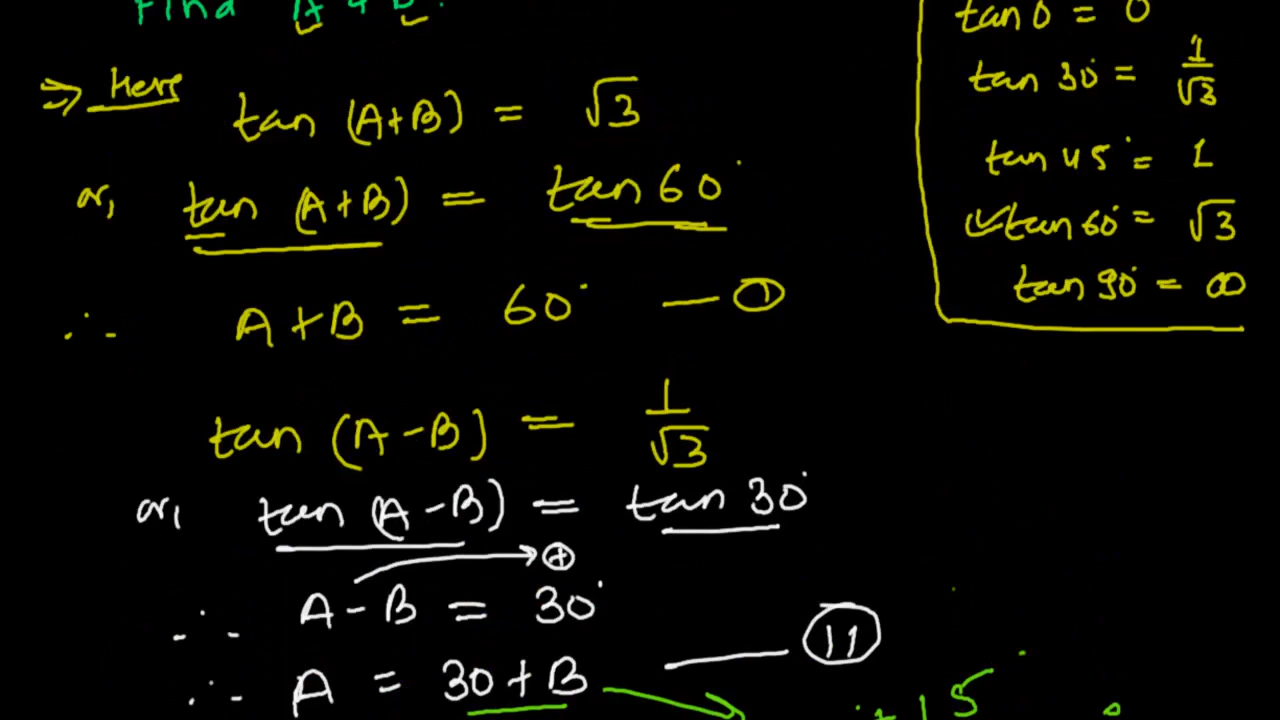 Find A & B.
⇒ Here tan (A+B) = √3
or, tan (A+B) = tan 60°
∴ A+B = 60° — ①
tan (A-B) = 1/√3
or, tan (A-B) = tan 30°
∴ A-B = 30°
∴ A = 30+B — ⑪
tan 0 = 0
tan 30° = 1/√3
tan 45° = 1
✓tan 60° = √3
tan 90° = ∞